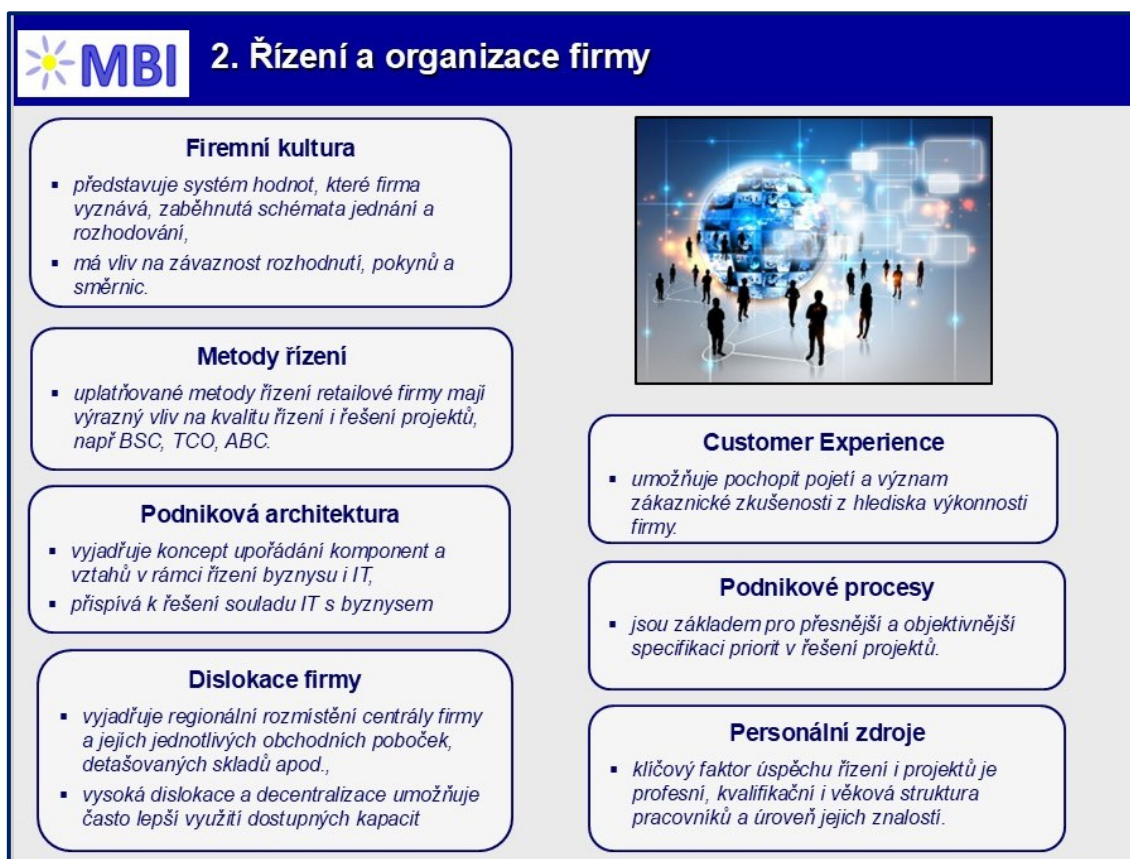 MBI
2. Řízení a organizace firmy
Firemní kultura
▪ představuje systém hodnot, které firma
vyznává, zaběhnutá schémata jednání a
rozhodování,
▪ má vliv na závaznost rozhodnutí, pokynů a
směrnic.
Metody řízení
▪ uplatňované metody řízení retailové firmy mají
výrazný vliv na kvalitu řízení i řešení projektů,
např BSC, TCO, ABC.
Podniková architektura
▪ vyjadřuje koncept upořádání komponent a
vztahů v rámci řízení byznysu i IT,
▪ přispívá k řešení souladu IT s byznysem
Dislokace firmy
▪ vyjadřuje regionální rozmístění centrály firmy
a jejich jednotlivých obchodních poboček,
detašovaných skladů apod.,
▪ vysoká dislokace a decentralizace umožňuje
často lepší využití dostupných kapacit
Customer Experience
▪ umožňuje pochopit pojetí a význam
zákaznické zkušenosti z hlediska výkonnosti
firmy.
Podnikové procesy
▪ jsou základem pro přesnější a objektivnější
specifikaci priorit v řešení projektů.
Personální zdroje
▪ klíčový faktor úspěchu řízení i projektů je
profesní, kvalifikační i věková struktura
pracovníků a úroveň jejich znalostí.